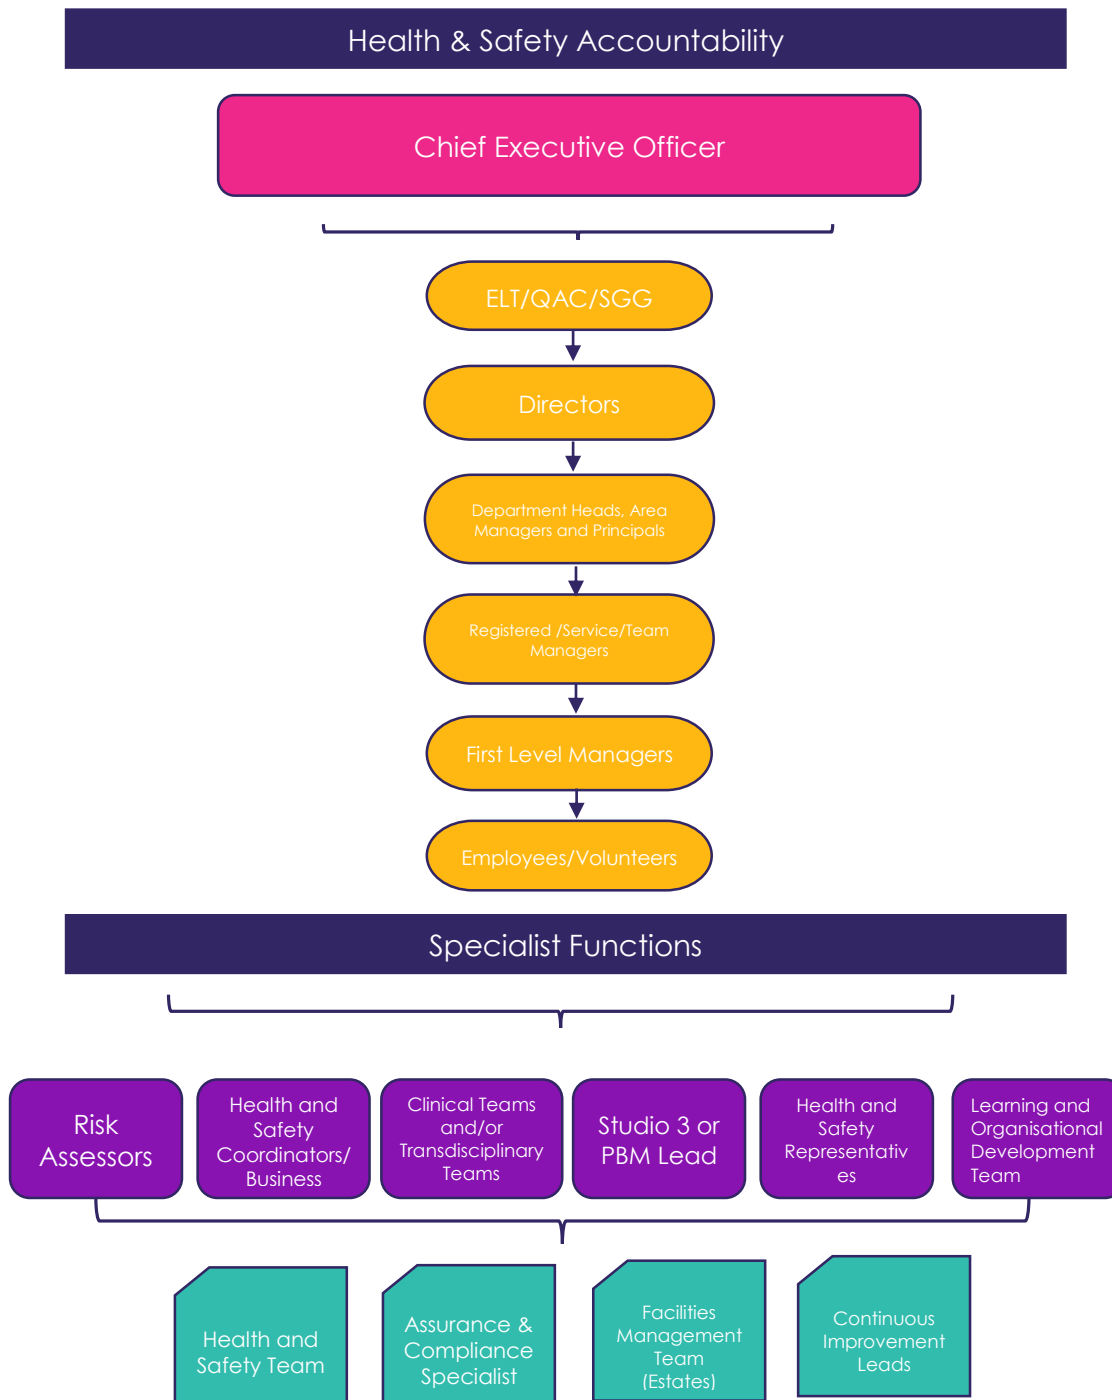 Health & Safety Accountability
Chief Executive Officer
ELT/QAC/SGG
Directors
Department Heads, Area
Managers and Principals
Registered /Service/Team
Managers
First Level Managers
Employees/Volunteers
Specialist Functions
Risk
Assessors
Health and
Safety
Coordinators/
Business
Clinical Teams
and/or
Transdisciplinary
Teams
Studio 3 or
PBM Lead
Health and
Safety
Representativ
es
Learning and
Organisational
Development
Team
Health and
Safety Team
Assurance &
Compliance
Specialist
Facilities
Management
Team
(Estates)
Continuous
Improvement
Leads